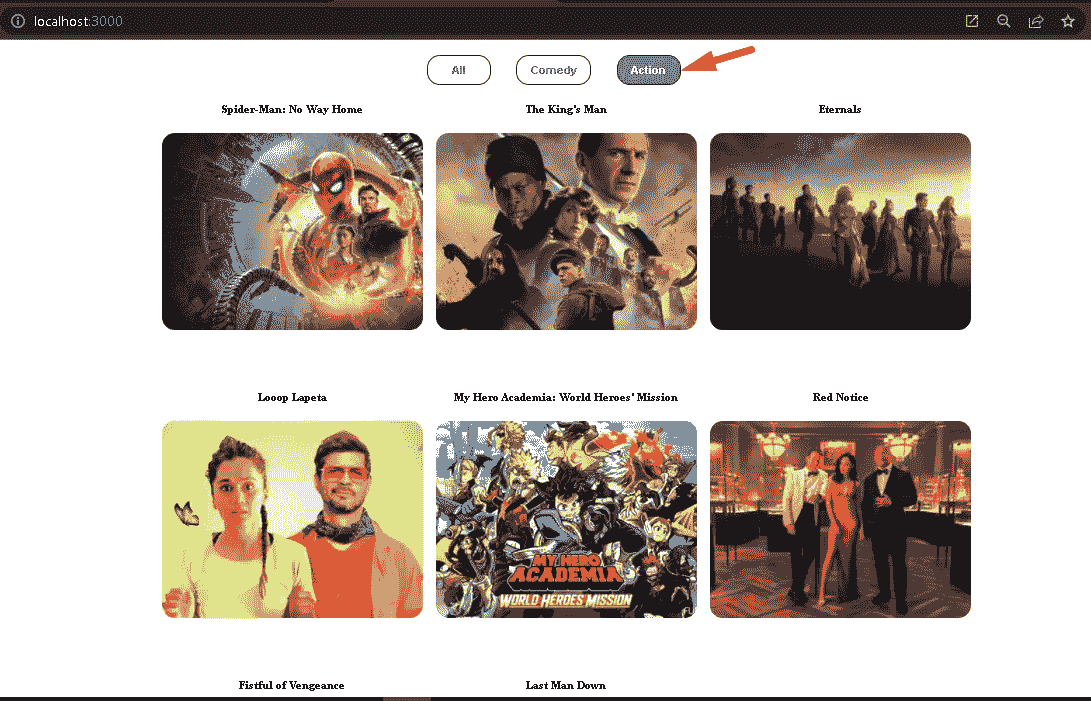 localhost:3000
All Comedy Action
Spider-Man: No Way Home The King's Man Eternals
Looop Lapeta My Hero Academia: World Heroes' Mission Red Notice
MY HERO
ACADEMIA
WORLD HEROES MISSION
Fistful of Vengeance Last Man Down